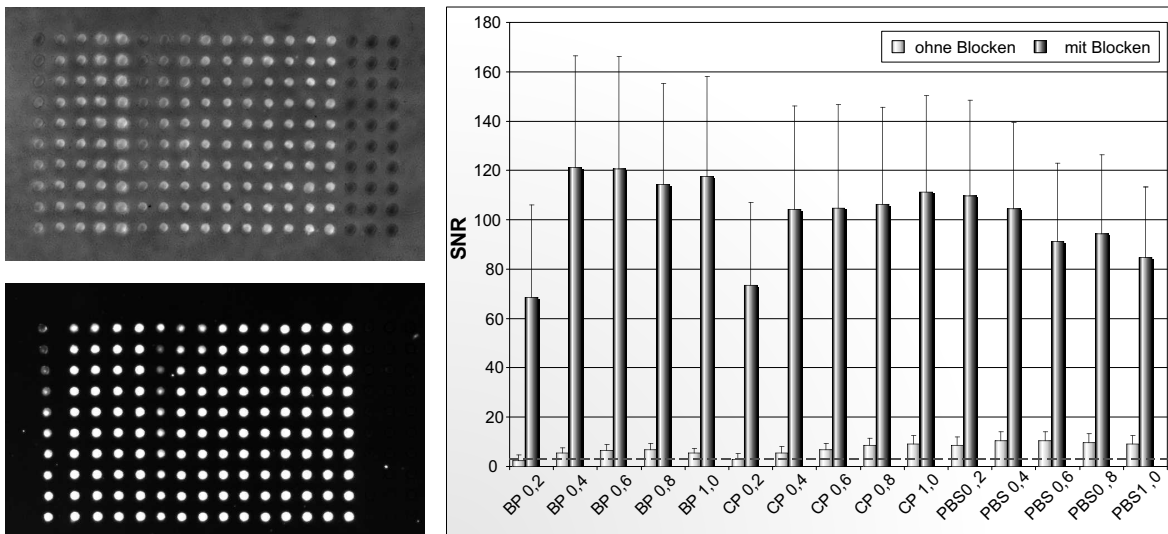 180
ohne Blocken mit Blocken
160
140
120
100
SNR
80
60
40
20
0
BP 0,2
BP 0,4
BP 0,6
BP 0,8
BP 1,0
CP 0,2
CP 0,4
CP 0,6
CP 0,8
CP 1,0
PBS0 ,2
PBS 0,4
PBS 0,6
PBS0 ,8
PBS1 ,0